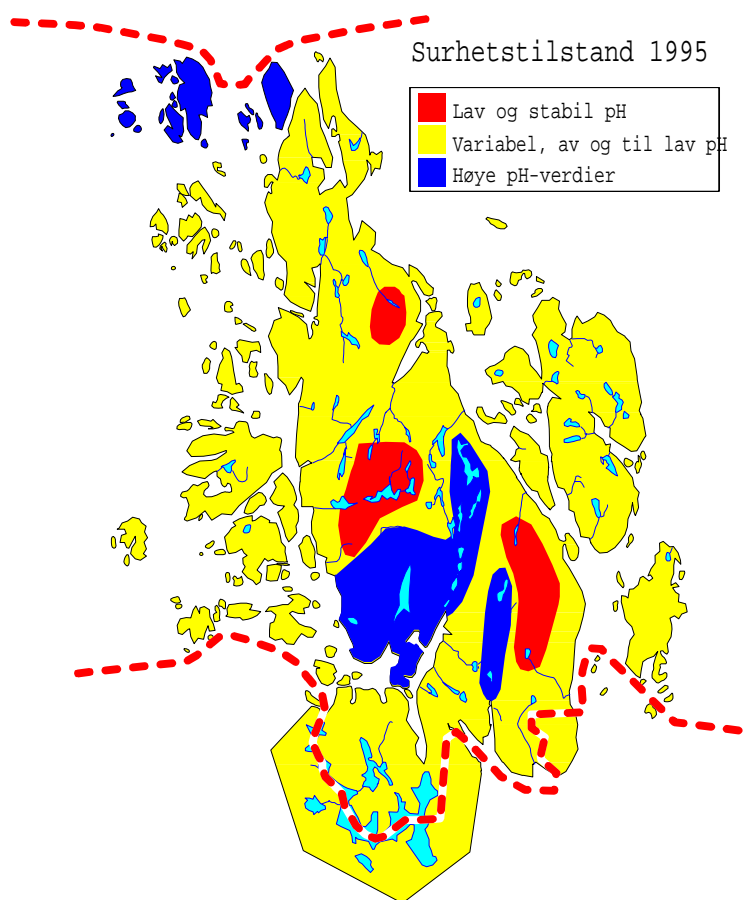 Surhetstilstand 1995
Lav og stabil pH
Variabel, av og til lav pH
Høye pH-verdier